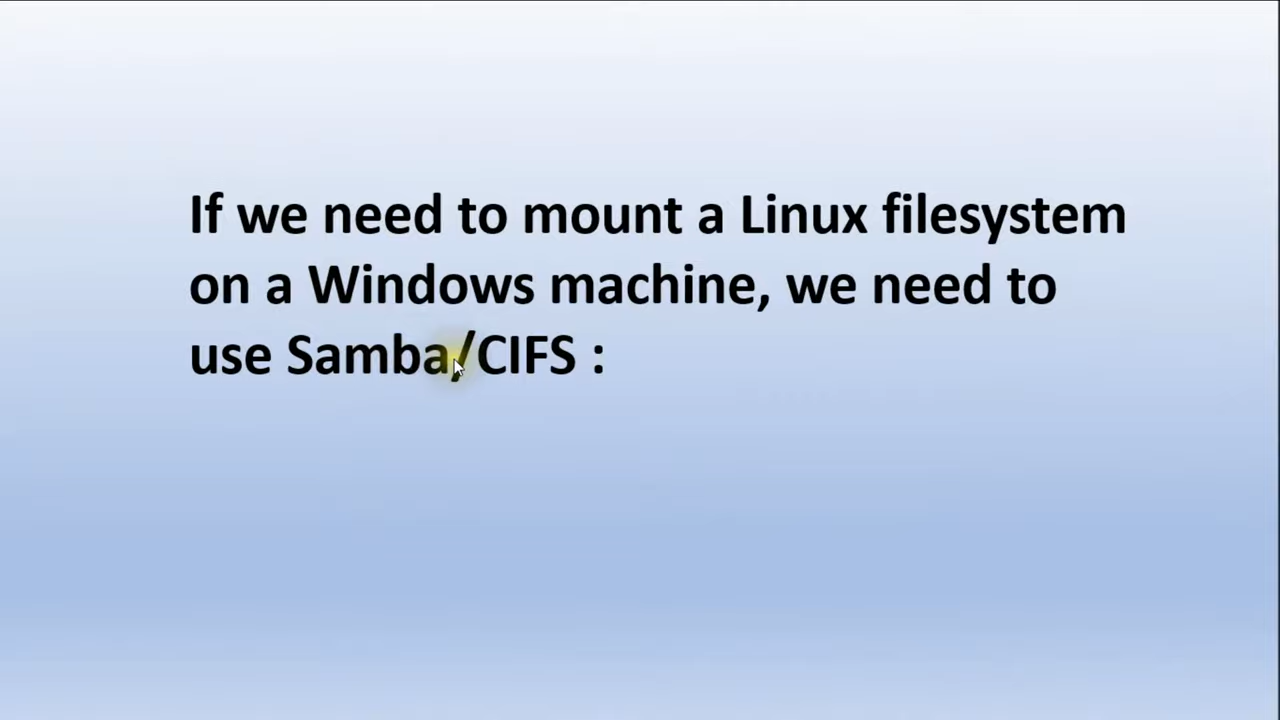 If we need to mount a Linux filesystem
on a Windows machine, we need to
use Samba/CIFS :